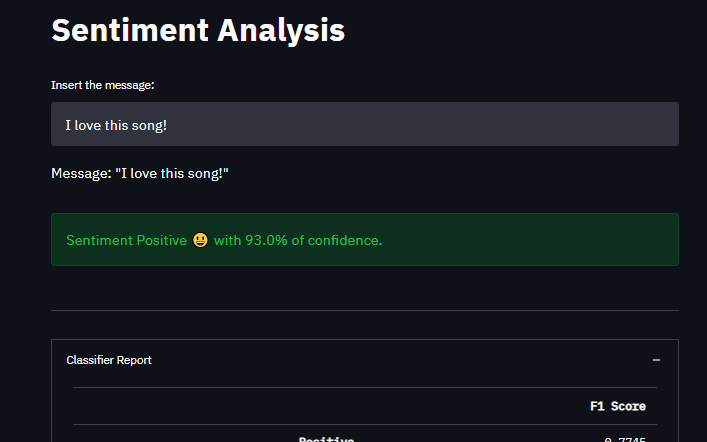 Sentiment Analysis
Insert the message:
I love this song!
Message: "I love this song!"
Sentiment Positive 😃 with 93.0% of confidence.
Classifier Report
F1 Score
Positive 0.7745